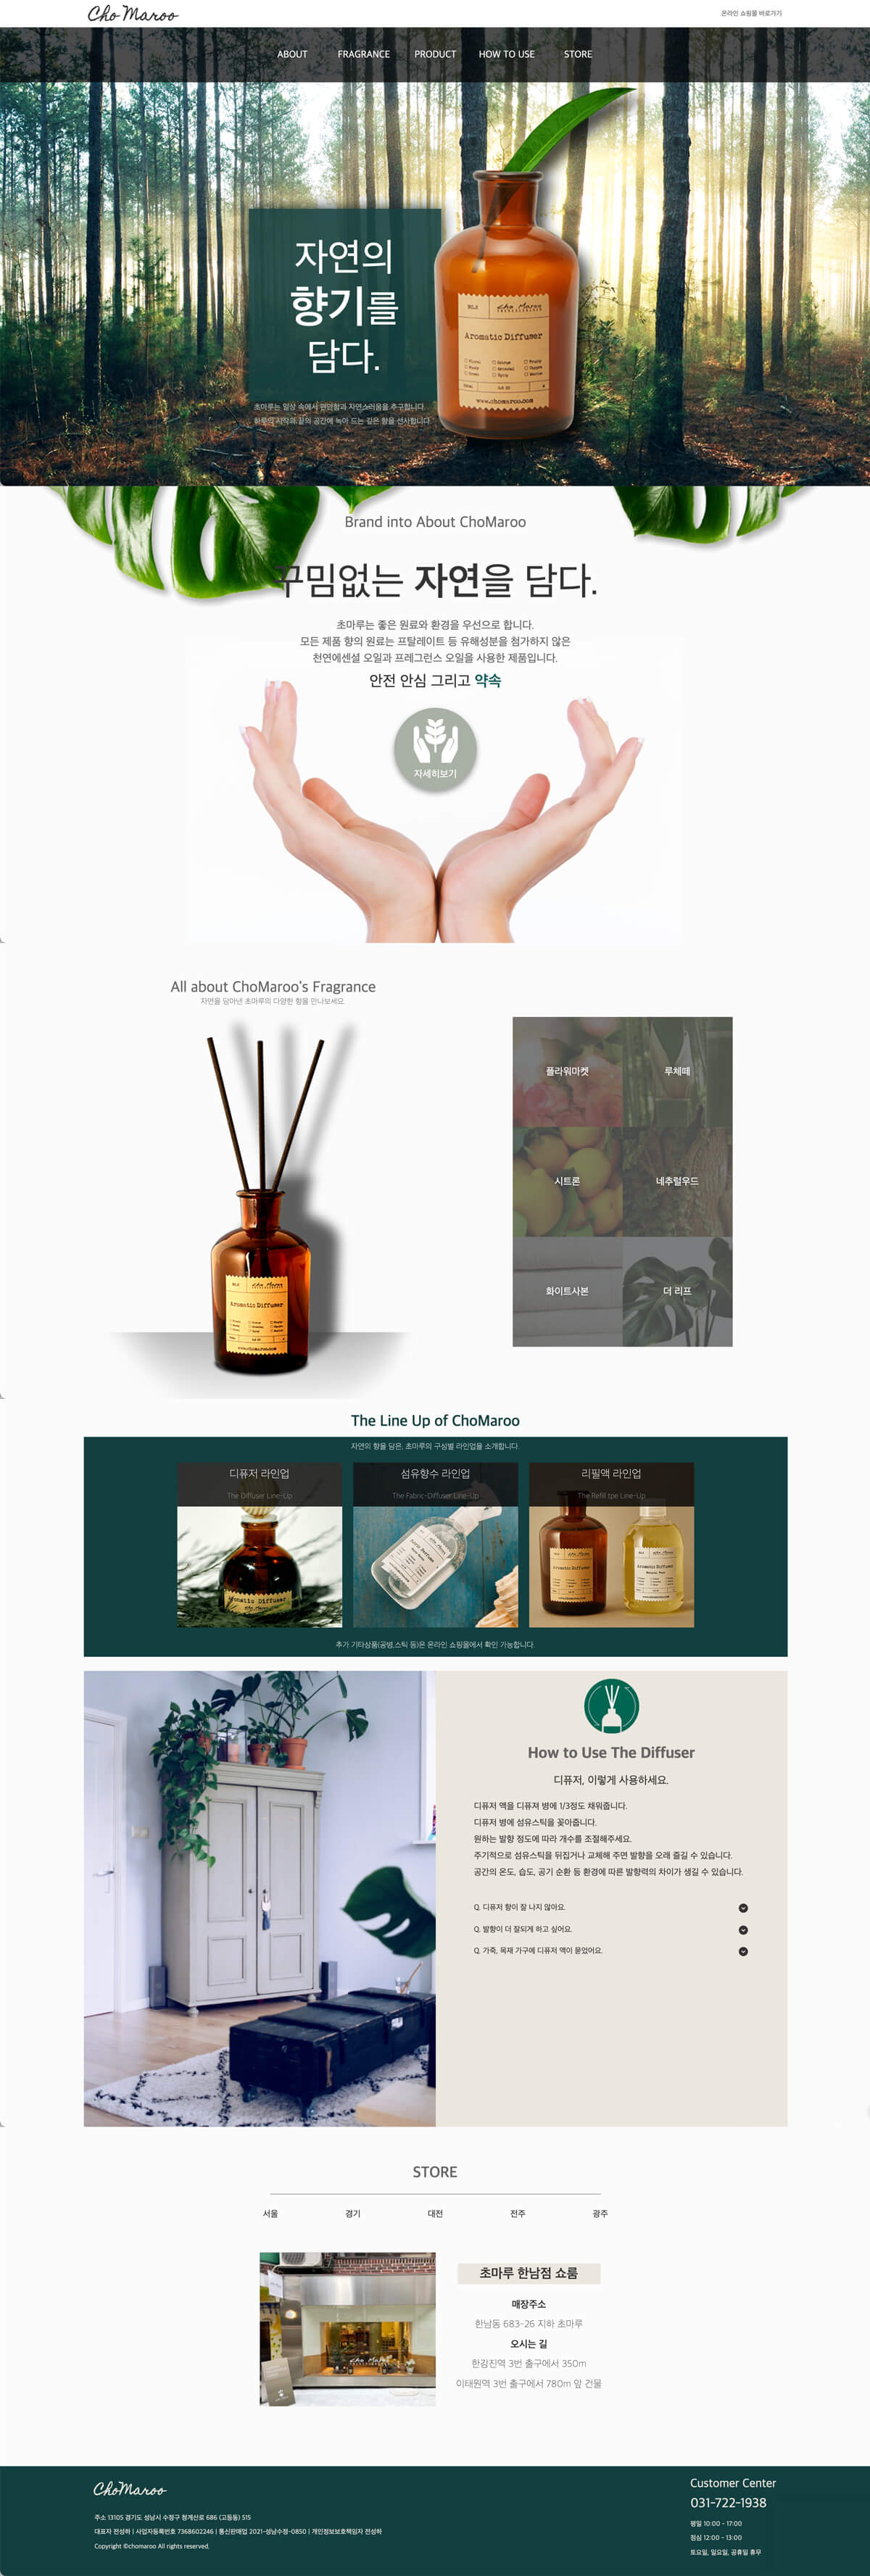 Cho Maroo
온라인 쇼핑몰 바로가기
ABOUT FRAGRANCE PRODUCT HOW TO USE STORE
자연의
향기를
담다.
초마루는 일상 속에서 편안함과 자연스러움을 추구합니다.
하루의 시작과 끝의 공간에 녹아 드는 깊은 향을 선사합니다.
Cho Maroo
Aromatic Diffuser
www.chomaroo.com
Brand into About ChoMaroo
꾸밈없는 자연을 담다.
초마루는 좋은 원료와 환경을 우선으로 합니다.
모든 제품 향의 원료는 프탈레이트 등 유해성분을 첨가하지 않은
천연에센셜 오일과 프레그런스 오일을 사용한 제품입니다.
안전 안심 그리고 약속
자세히보기
All about ChoMaroo's Fragrance
자연을 담아낸 초마루의 다양한 향을 만나보세요.
Cho Maroo
Aromatic Diffuser
www.chomaroo.com
플라워마켓 루체떼
시트론 네추럴우드
화이트사본 더 리프
The Line Up of ChoMaroo
자연의 향을 담은, 초마루의 구성별 라인업을 소개합니다.
디퓨저 라인업
The Diffuser Line-Up
Aromatic Diffuser
섬유향수 라인업
The Fabric-Diffuser Line-Up
리필액 라인업
The Refill tpe Line-Up
Aromatic Diffuser
Aromatic Diffuser
추가 기타상품(공병,스틱 등)은 온라인 쇼핑몰에서 확인 가능합니다.
How to Use The Diffuser
디퓨저, 이렇게 사용하세요.
디퓨저 액을 디퓨져 병에 1/3정도 채워줍니다.
디퓨저 병에 섬유스틱을 꽂아줍니다.
원하는 발향 정도에 따라 개수를 조절해주세요.
주기적으로 섬유스틱을 뒤집거나 교체해 주면 발향을 오래 즐길 수 있습니다.
공간의 온도, 습도, 공기 순환 등 환경에 따른 발향력의 차이가 생길 수 있습니다.
Q. 디퓨저 향이 잘 나지 않아요.
Q. 발향이 더 잘되게 하고 싶어요.
Q. 가죽, 목재 가구에 디퓨저 액이 묻었어요.
STORE
서울 경기 대전 전주 광주
초마루 한남점 쇼룸
매장주소
한남동 683-26 지하 초마루
오시는 길
한강진역 3번 출구에서 350m
이태원역 3번 출구에서 780m 앞 건물
ChoMaroo
주소 13105 경기도 성남시 수정구 청계산로 686 (고등동) 515
대표자 전성하 | 사업자등록번호 7368602246 | 통신판매업 2021-성남수정-0850 | 개인정보보호책임자 전성하
Copyright ©chomaroo All rights reserved.
Customer Center
031-722-1938
평일 10:00 - 17:00
점심 12:00 - 13:00
토요일, 일요일, 공휴일 휴무